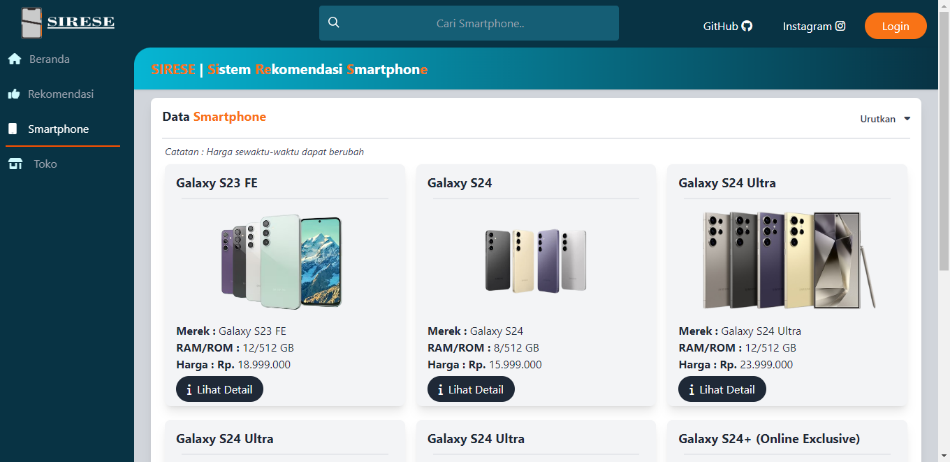 SIRESE
Cari Smartphone..
GitHub
Instagram
Login
Beranda
Rekomendasi
Smartphone
Toko
SIRESE | Sistem Rekomendasi Smartphone
Data Smartphone
Urutkan
Catatan : Harga sewaktu-waktu dapat berubah
Galaxy S23 FE
Merek : Galaxy S23 FE
RAM/ROM : 12/512 GB
Harga : Rp. 18.999.000
Lihat Detail
Galaxy S24
Merek : Galaxy S24
RAM/ROM : 8/512 GB
Harga : Rp. 15.999.000
Lihat Detail
Galaxy S24 Ultra
Merek : Galaxy S24 Ultra
RAM/ROM : 12/512 GB
Harga : Rp. 23.999.000
Lihat Detail
Galaxy S24 Ultra
Galaxy S24 Ultra
Galaxy S24+ (Online Exclusive)